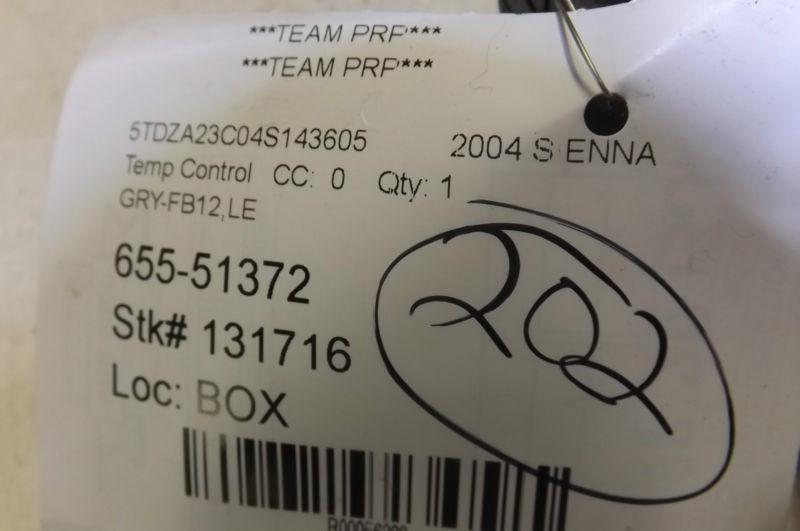 ***TEAM PRP***
***TEAM PRP***
5TDZA23C04S143605 2004 SIENNA
Temp Control CC: 0 Qty: 1
GRY-FB12,LE
655-51372
Stk# 131716
Loc: BOX
202